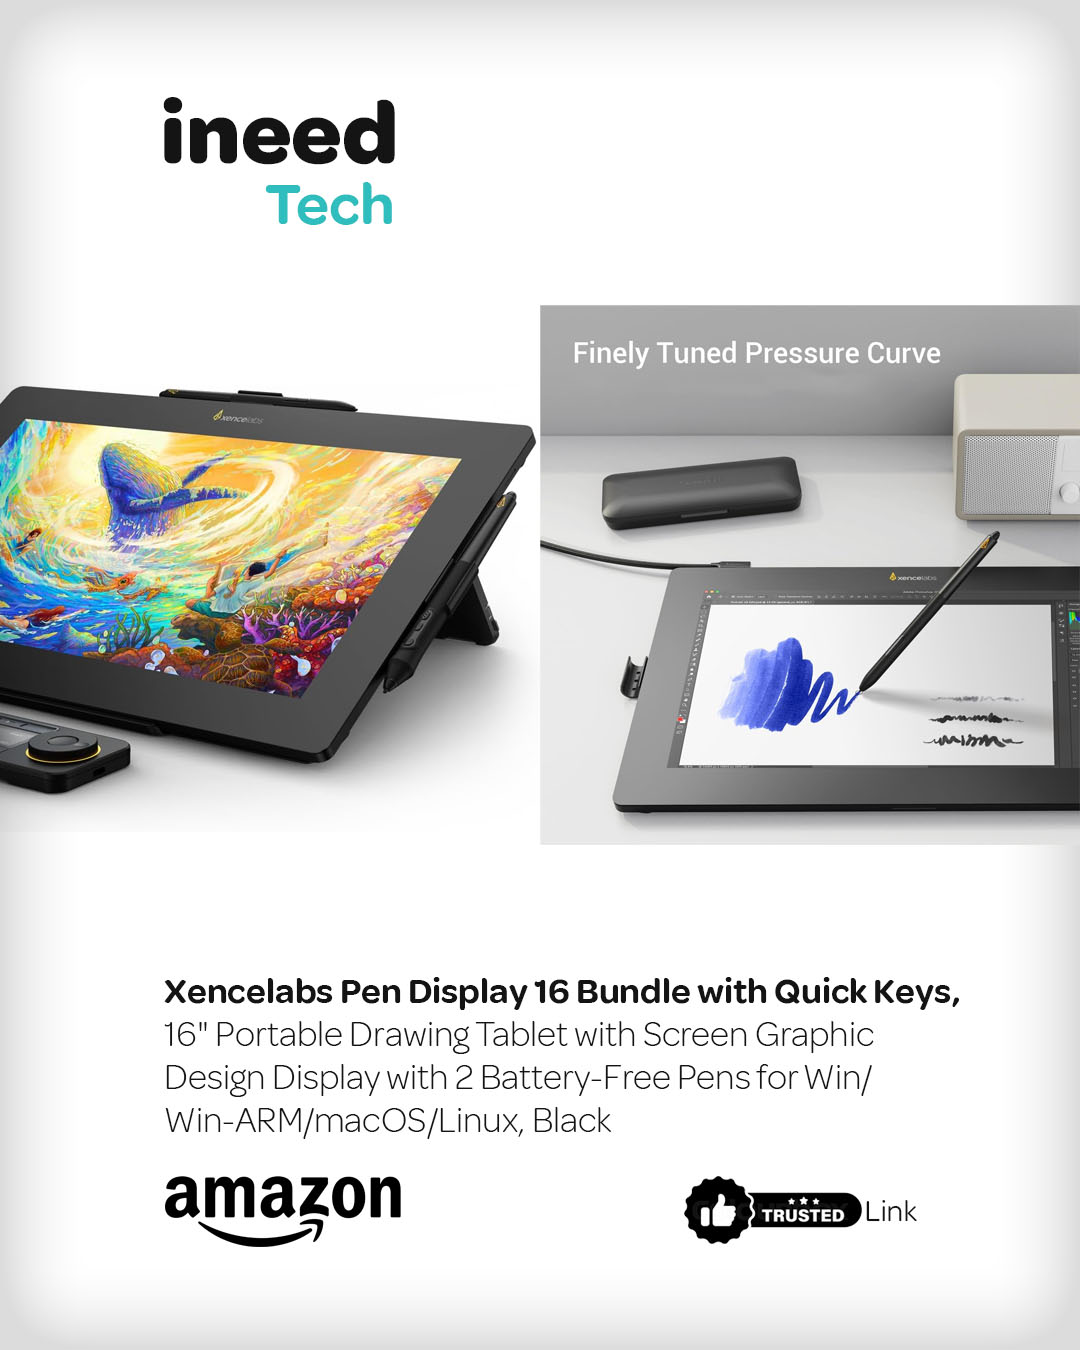 ineed
Tech
Finely Tuned Pressure Curve
xencelabs
xencelabs
Xencelabs Pen Display 16 Bundle with Quick Keys,
16" Portable Drawing Tablet with Screen Graphic
Design Display with 2 Battery-Free Pens for Win/
Win-ARM/macOS/Linux, Black
amazon
TRUSTED Link